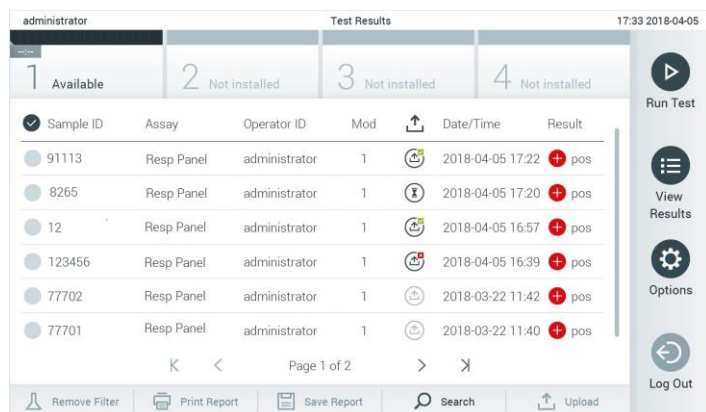 administrator Test Results 17:33 2018-04-05
--:--
1 Available 2 Not installed 3 Not installed 4 Not installed
Run Test
Sample ID Assay Operator ID Mod Date/Time Result
91113 Resp Panel administrator 1 2018-04-05 17:22 pos
8265 Resp Panel administrator 1 2018-04-05 17:20 pos
View
Results
12 Resp Panel administrator 1 2018-04-05 16:57 pos
123456 Resp Panel administrator 1 2018-04-05 16:39 pos
77702 Resp Panel administrator 1 2018-03-22 11:42 pos
Options
77701 Resp Panel administrator 1 2018-03-22 11:40 pos
Page 1 of 2
Log Out
Remove Filter Print Report Save Report Search Upload